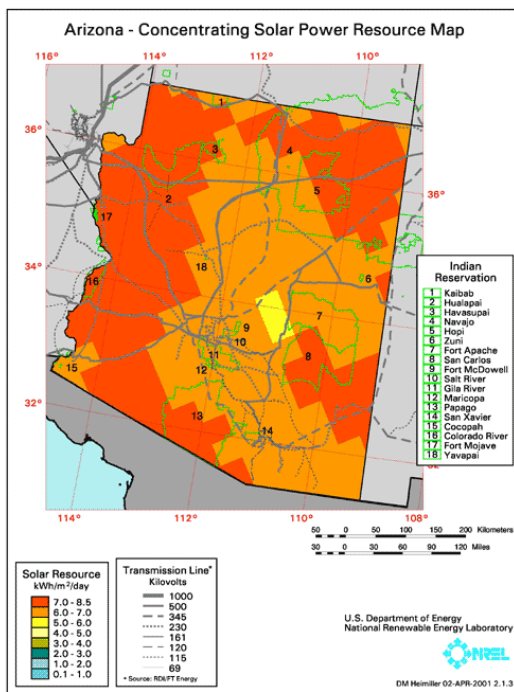 Arizona - Concentrating Solar Power Resource Map
116°
114°
112°
110°
36°
36°
34°
34°
32°
114°
112°
110°
108°
1
2
3
4
5
6
7
8
9
10
11
12
13
14
15
16
17
18
Indian
Reservation
1 Kaibab
2 Hualapai
3 Havasupai
4 Navajo
5 Hopi
6 Zuni
7 Fort Apache
8 San Carlos
9 Fort McDowell
10 Salt River
11 Gila River
12 Maricopa
13 Papago
14 San Xavier
15 Cocopah
16 Colorado River
17 Fort Mojave
18 Yavapai
50 0 50 100 150 200 Kilometers
30 0 30 60 90 120 Miles
Solar Resource
kWh/m²/day
7.0 - 8.5
6.0 - 7.0
5.0 - 6.0
4.0 - 5.0
3.0 - 4.0
2.0 - 3.0
1.0 - 2.0
0.1 - 1.0
Transmission Line*
Kilovolts
1000
500
345
230
161
120
115
69
* Source: RDI/FT Energy
U.S. Department of Energy
National Renewable Energy Laboratory
NREL
DM Heimiller 02-APR-2001 2.1.3